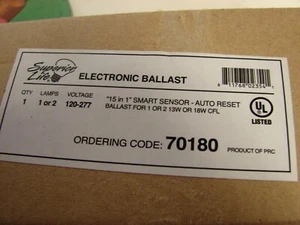 Superior Life
ELECTRONIC BALLAST
QTY LAMPS VOLTAGE
1 1 or 2 120-277
"15 in 1" SMART SENSOR - AUTO RESET
BALLAST FOR 1 OR 2 13W OR 18W CFL
UL
LISTED
ORDERING CODE: 70180
PRODUCT OF PRC